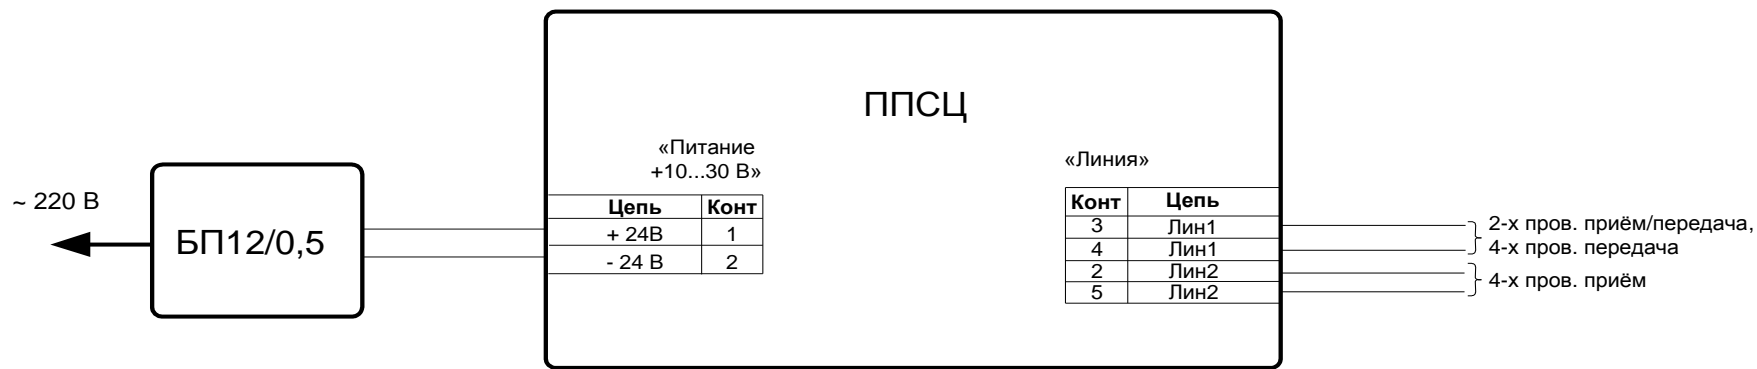 ППСЦ
«Питание
+10...30 В»
«Линия»
~ 220 В
БП12/0,5
Цепь Конт
+ 24В 1
- 24 В 2
Конт Цепь
3 Лин1
4 Лин1
2 Лин2
5 Лин2
2-х пров. приём/передача,
4-х пров. передача
4-х пров. приём